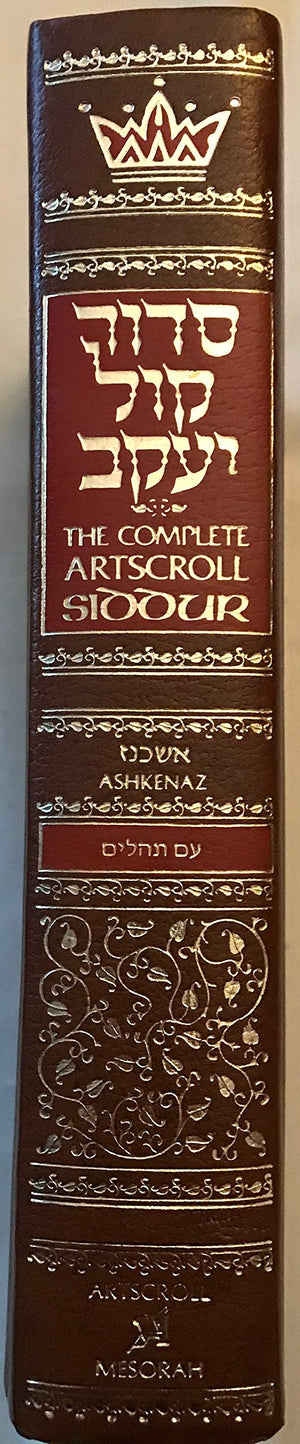 סדור
קול
יעקב
THE COMPLETE
ARTSCROLL
SIDDUR
אשכנז
ASHKENAZ
עם תהלים
ARTSCROLL
MESORAH